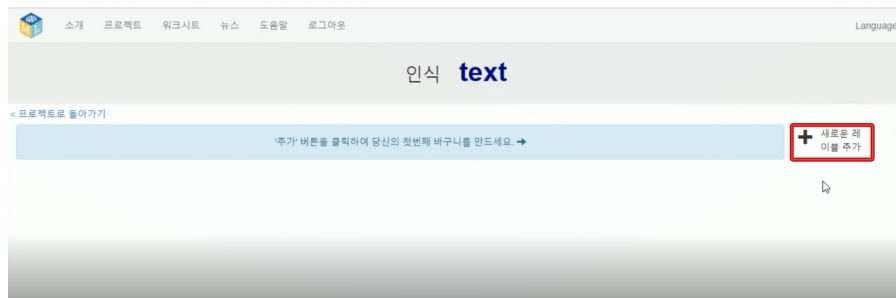 소개 프로젝트 워크시트 뉴스 도움말 로그아웃 Language
인식 text
< 프로젝트로 돌아가기
'추가' 버튼을 클릭하여 당신의 첫번째 바구니를 만드세요. ➜
+ 새로운 레
이블 추가